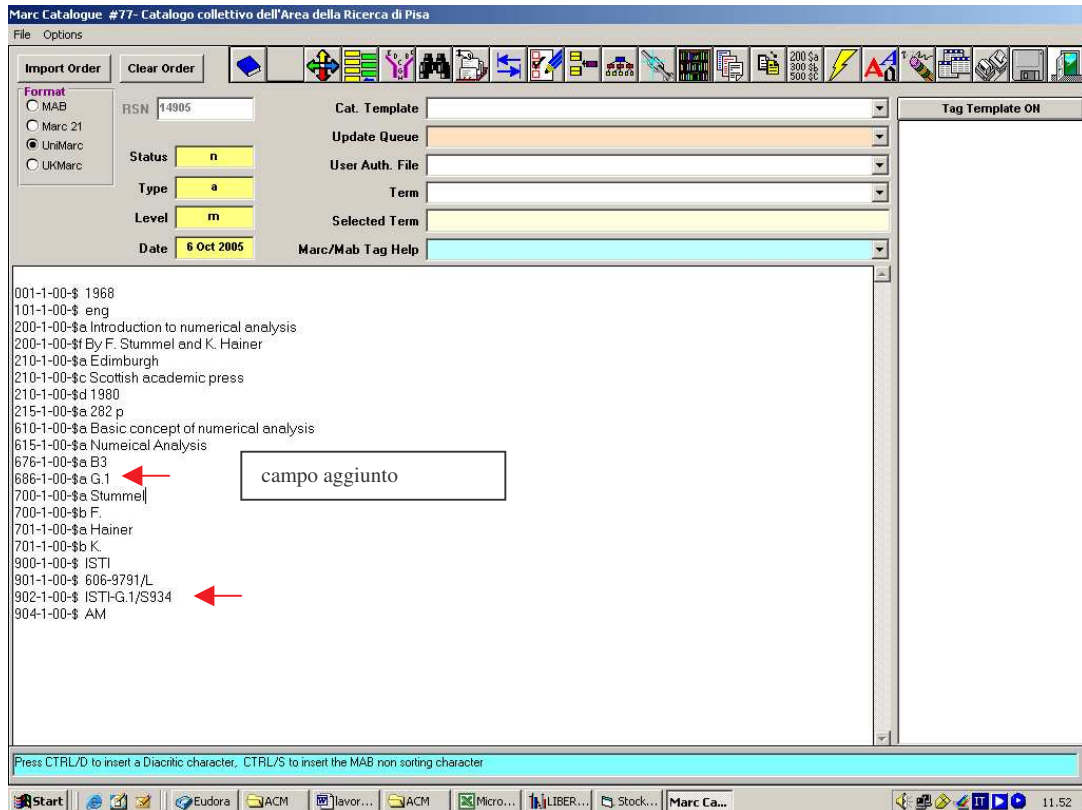 Marc Catalogue #77- Catalogo collettivo dell'Area della Ricerca di Pisa
File Options
Import Order Clear Order
200 $a
300 $b
500 $c
Format
MAB
Marc 21
UniMarc
UKMarc
RSN 14905
Status n
Type a
Level m
Date 6 Oct 2005
Cat. Template
Update Queue
User Auth. File
Term
Selected Term
Marc/Mab Tag Help
Tag Template ON
001-1-00-$ 1968
101-1-00-$ eng
200-1-00-$a Introduction to numerical analysis
200-1-00-$f By F. Stummel and K. Hainer
210-1-00-$a Edimburgh
210-1-00-$c Scottish academic press
210-1-00-$d 1980
215-1-00-$a 282 p
610-1-00-$a Basic concept of numerical analysis
615-1-00-$a Numeical Analysis
676-1-00-$a B3
686-1-00-$a G.1
campo aggiunto
700-1-00-$a Stummel
700-1-00-$b F.
701-1-00-$a Hainer
701-1-00-$b K.
900-1-00-$ ISTI
901-1-00-$ 606-9791/L
902-1-00-$ ISTI-G.1/S934
904-1-00-$ AM
Press CTRL/D to insert a Diacritic character, CTRL/S to insert the MAB non sorting character
Start Eudora ACM lavor... ACM Micro... LIBER... Stock... Marc Ca... IT 11.52